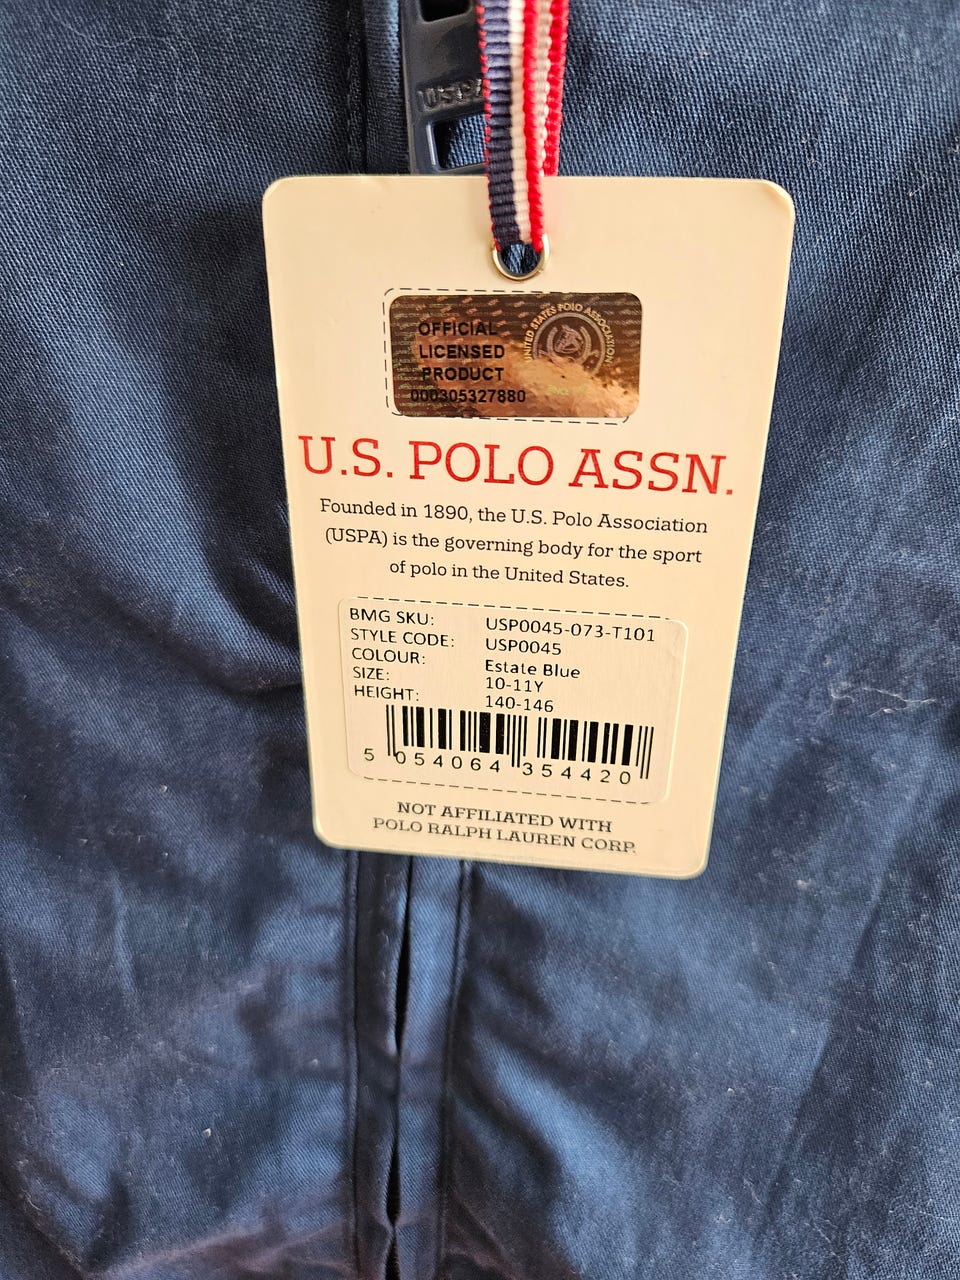 USPA
OFFICIAL
LICENSED
PRODUCT
000305327880
UNITED STATES POLO ASSOCIATION
U.S. POLO ASSN.
Founded in 1890, the U.S. Polo Association
(USPA) is the governing body for the sport
of polo in the United States.
BMG SKU: USP0045-073-T101
STYLE CODE: USP0045
COLOUR: Estate Blue
SIZE: 10-11Y
HEIGHT: 140-146
5 054064 354420
NOT AFFILIATED WITH
POLO RALPH LAUREN CORP.